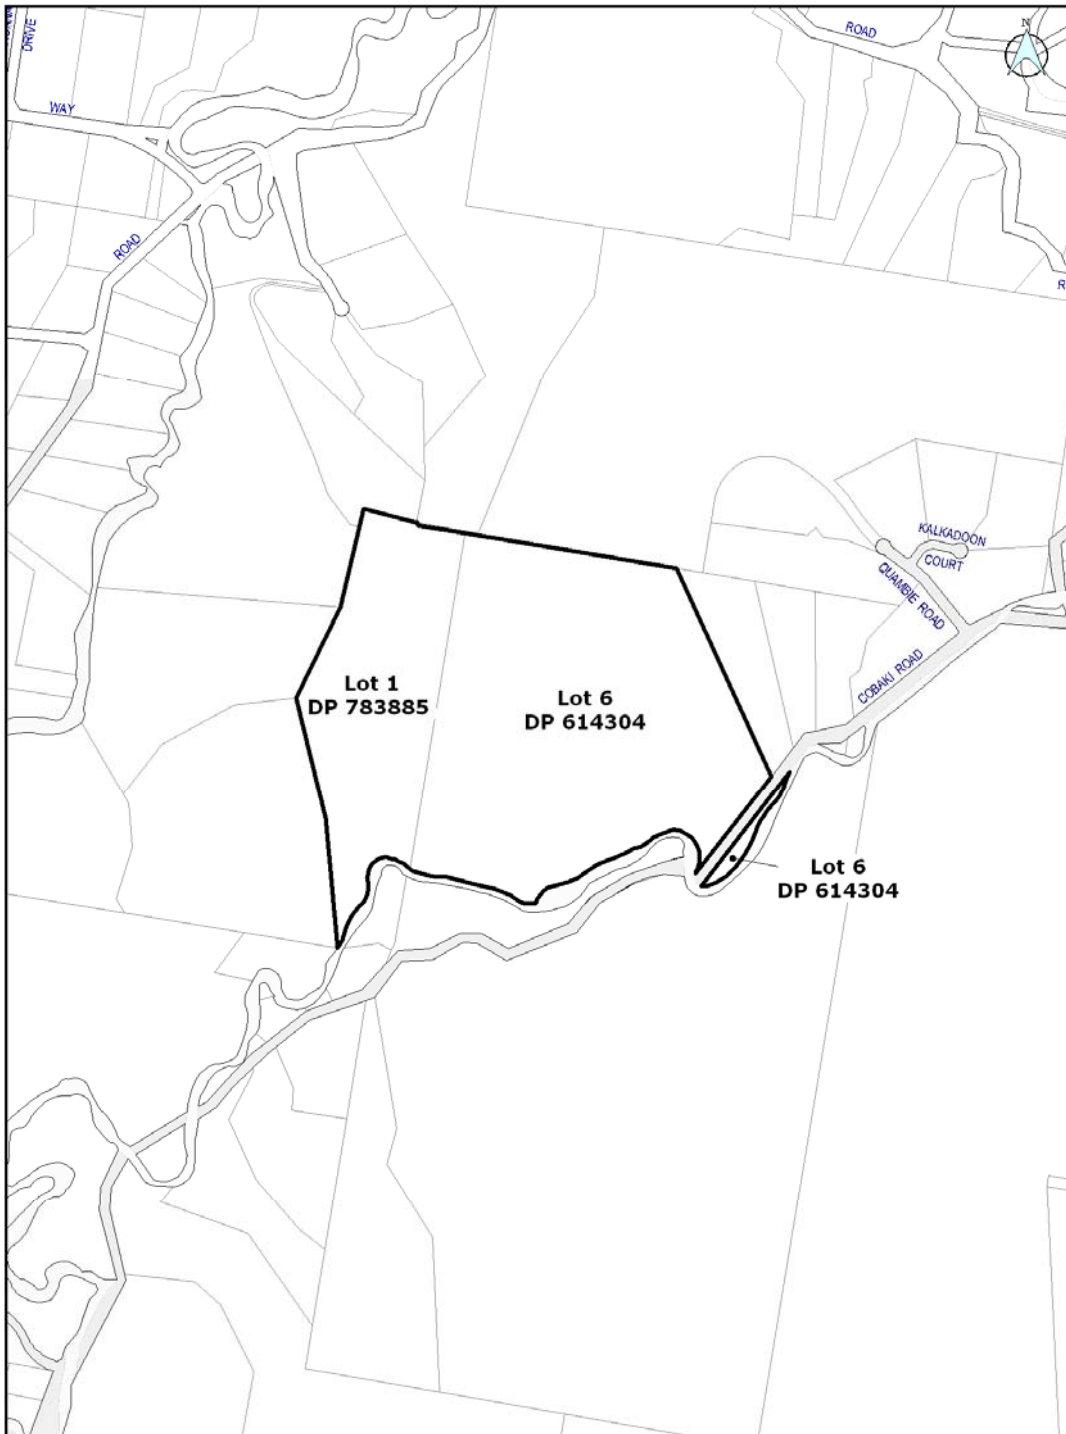 DRIVE
ROAD
N
WAY
ROAD
R
KALKADOON
COURT
QUAMBIE ROAD
COBAKI ROAD
Lot 1
DP 783885
Lot 6
DP 614304
Lot 6
DP 614304